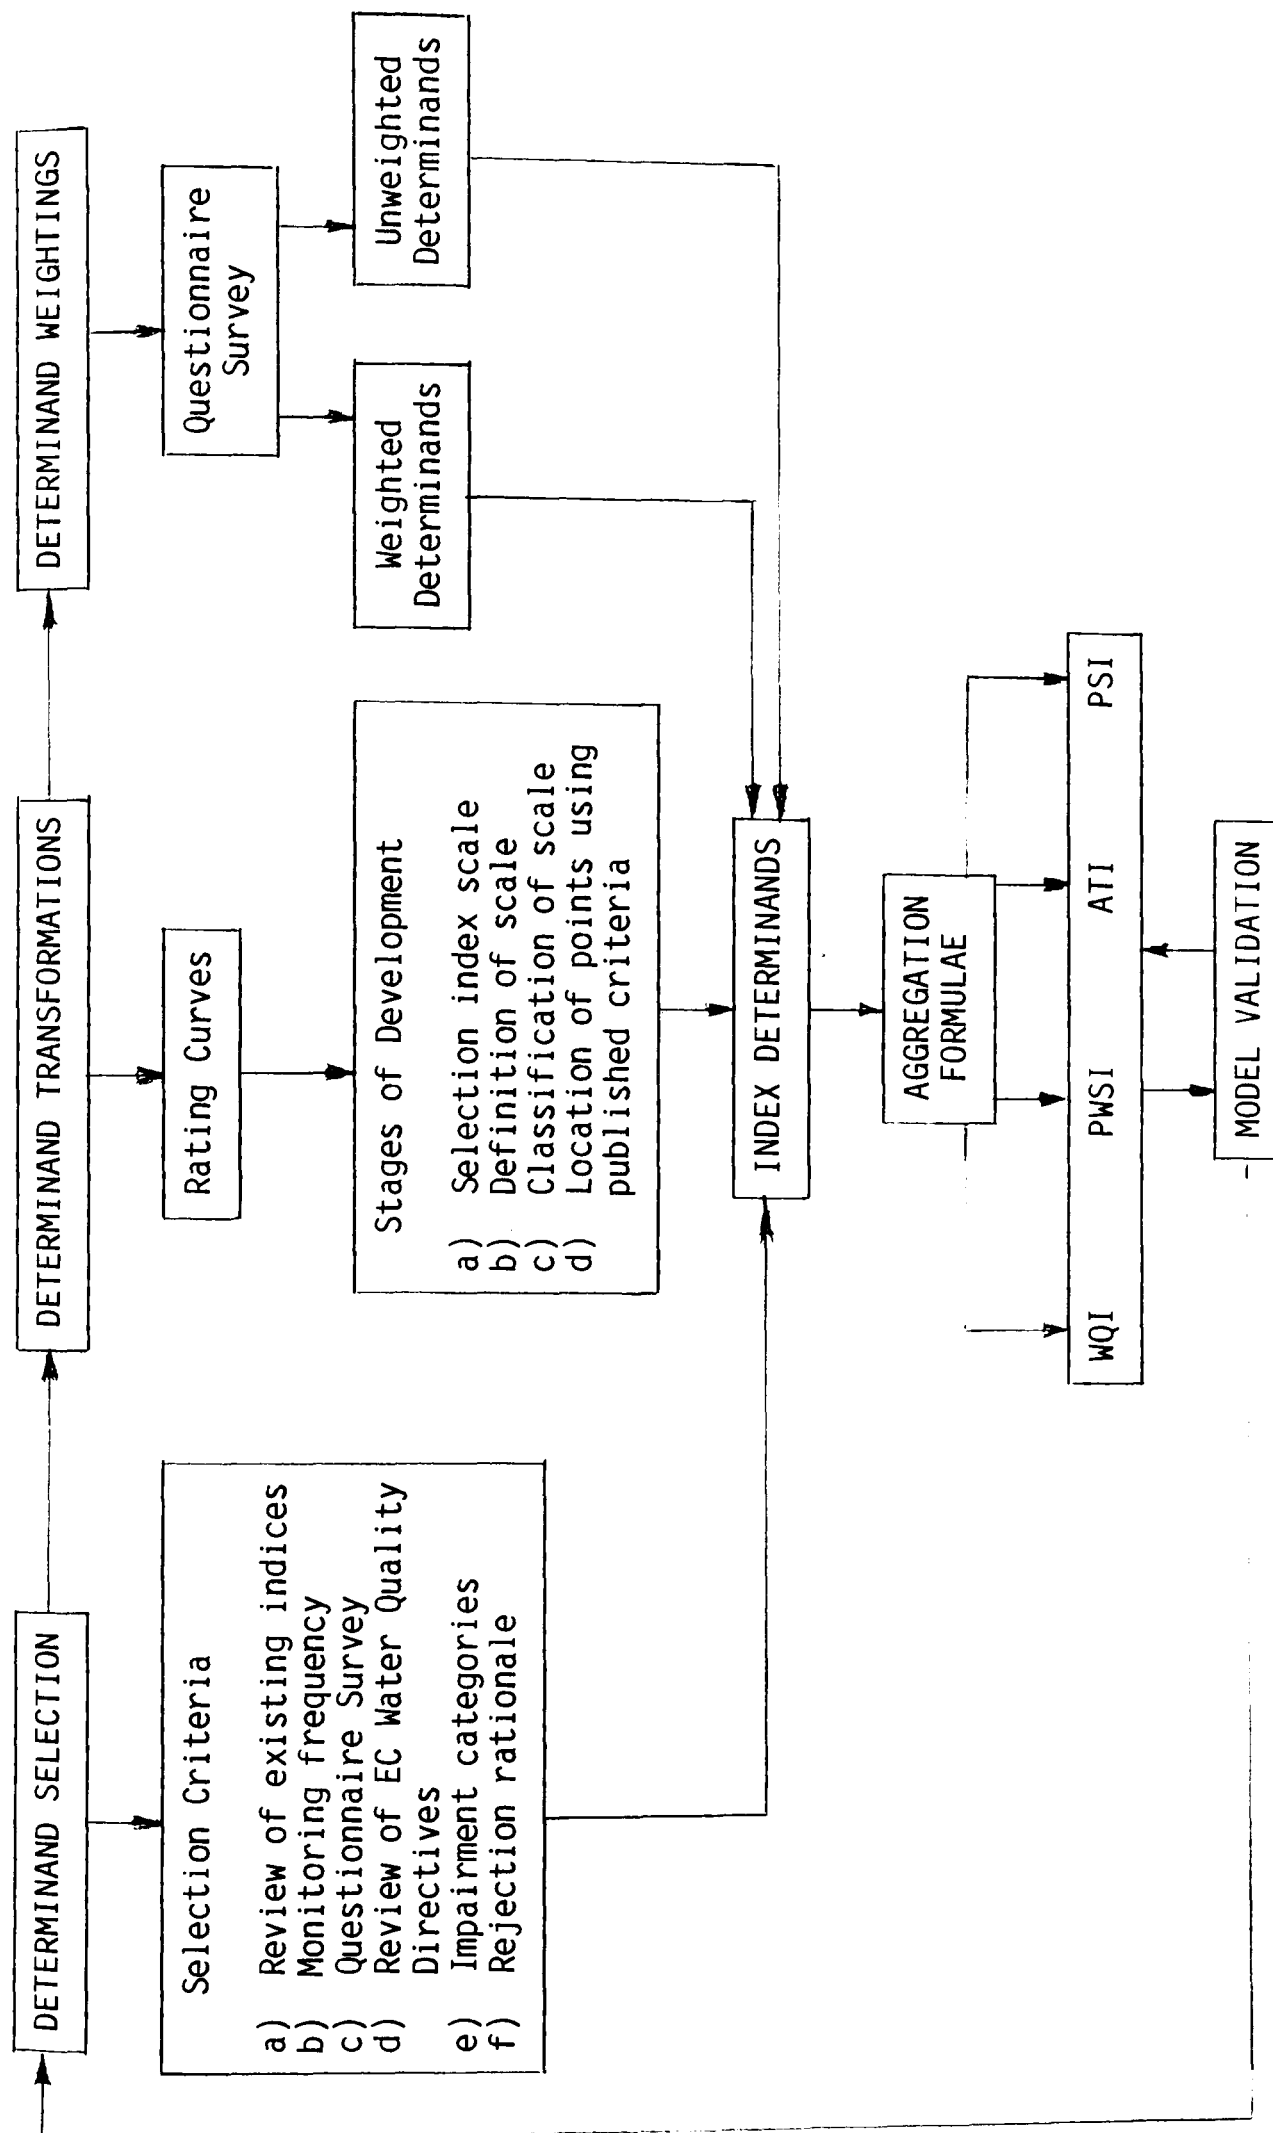 DETERMINAND SELECTION
DETERMINAND TRANSFORMATIONS
DETERMINAND WEIGHTINGS
Selection Criteria
a) Review of existing indices
b) Monitoring frequency
c) Questionnaire Survey
d) Review of EC Water Quality
Directives
e) Impairment categories
f) Rejection rationale
Rating Curves
Stages of Development
a) Selection index scale
b) Definition of scale
c) Classification of scale
d) Location of points using
published criteria
Questionnaire
Survey
Weighted
Determinands
Unweighted
Determinands
INDEX DETERMINANDS
AGGREGATION
FORMULAE
WQI PWSI ATI PSI
MODEL VALIDATION